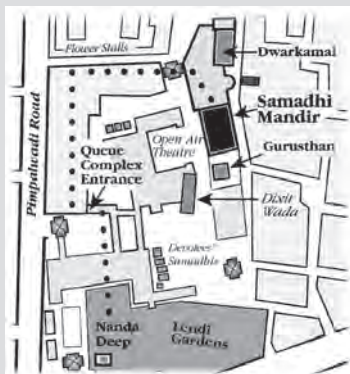 Flower Stalls
Dwarkamai
Samadhi
Mandir
Gurusthan
Pimpalwadi Road
Open Air
Theatre
Queue
Complex
Entrance
Dixit
Wada
Devotees'
Samadhis
Nanda
Deep
Lendi
Gardens